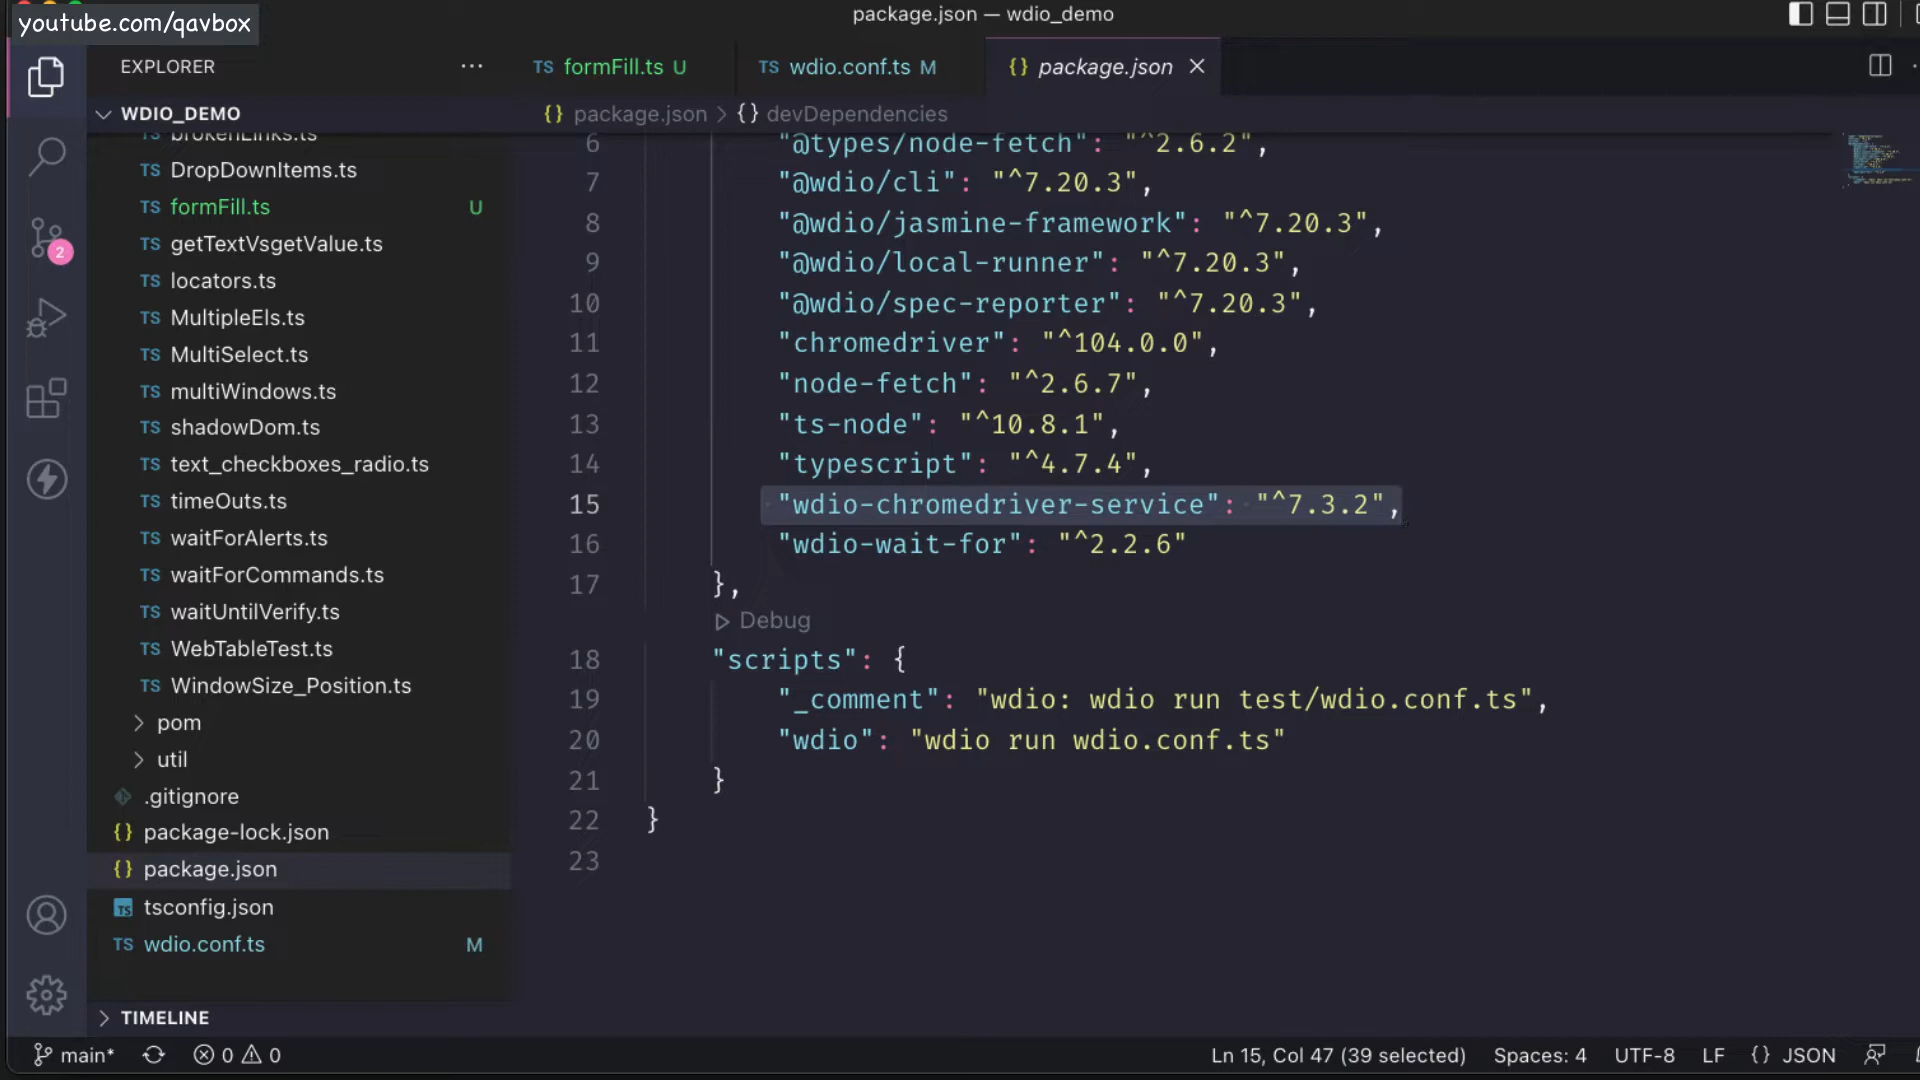 package.json — wdio_demo
youtube.com/qavbox
EXPLORER
TS formFill.ts U
TS wdio.conf.ts M
{} package.json
WDIO_DEMO
{} package.json > {} devDependencies
TS brokenLinks.ts
TS DropDownItems.ts
TS formFill.ts U
TS getTextVsgetValue.ts
TS locators.ts
TS MultipleEls.ts
TS MultiSelect.ts
TS multiWindows.ts
TS shadowDom.ts
TS text_checkboxes_radio.ts
TS timeOuts.ts
TS waitForAlerts.ts
TS waitForCommands.ts
TS waitUntilVerify.ts
TS WebTableTest.ts
TS WindowSize_Position.ts
pom
util
.gitignore
{} package-lock.json
{} package.json
TS tsconfig.json
TS wdio.conf.ts M
TIMELINE
2
6 "@types/node-fetch": "^2.6.2",
7 "@wdio/cli": "^7.20.3",
8 "@wdio/jasmine-framework": "^7.20.3",
9 "@wdio/local-runner": "^7.20.3",
10 "@wdio/spec-reporter": "^7.20.3",
11 "chromedriver": "^104.0.0",
12 "node-fetch": "^2.6.7",
13 "ts-node": "^10.8.1",
14 "typescript": "^4.7.4",
15 "wdio-chromedriver-service": "^7.3.2",
16 "wdio-wait-for": "^2.2.6"
17 },
Debug
18 "scripts": {
19 "_comment": "wdio: wdio run test/wdio.conf.ts",
20 "wdio": "wdio run wdio.conf.ts"
21 }
22 }
23
main* 0 0 Ln 15, Col 47 (39 selected) Spaces: 4 UTF-8 LF {} JSON